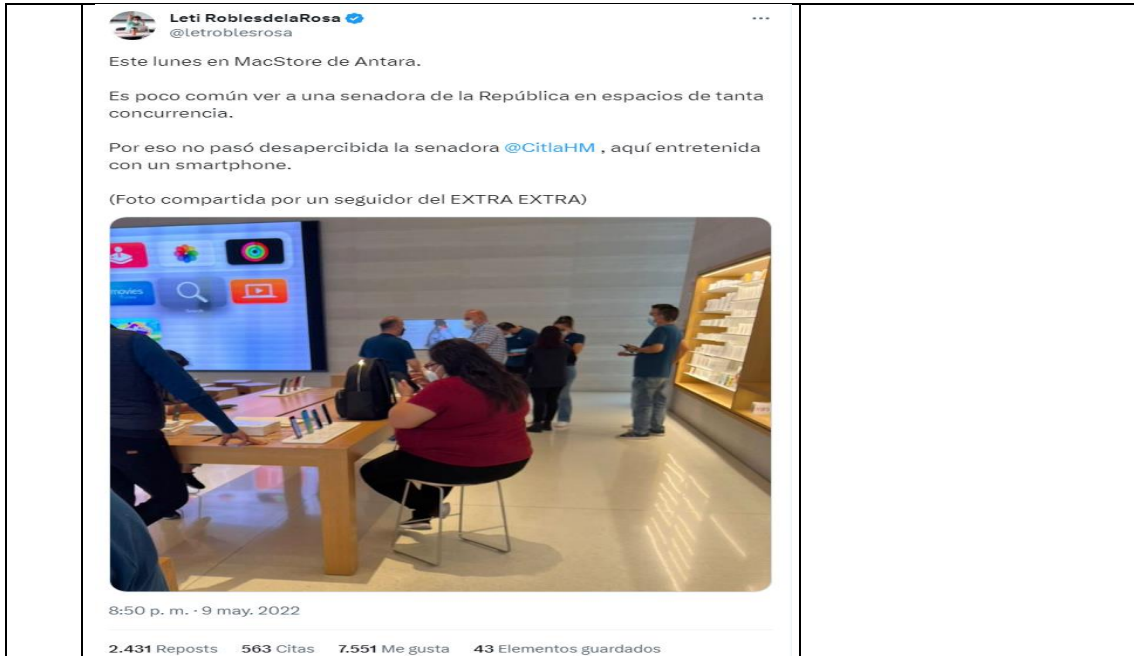 Leti RoblesdelaRosa
@letroblesrosa
Este lunes en MacStore de Antara.
Es poco común ver a una senadora de la República en espacios de tanta
concurrencia.
Por eso no pasó desapercibida la senadora @CitlaHM , aquí entretenida
con un smartphone.
(Foto compartida por un seguidor del EXTRA EXTRA)
movies
8:50 p. m. · 9 may. 2022
2.431 Reposts 563 Citas 7.551 Me gusta 43 Elementos guardados